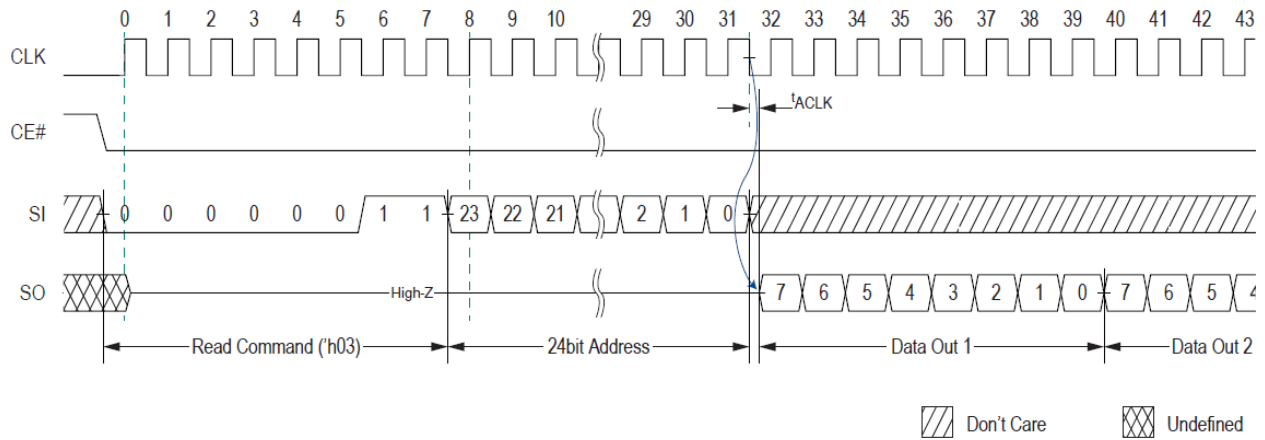 0 1 2 3 4 5 6 7 8 9 10 29 30 31 32 33 34 35 36 37 38 39 40 41 42 43
CLK
tACLK
CE#
SI 0 0 0 0 0 0 1 1 23 22 21 2 1 0
SO High-Z 7 6 5 4 3 2 1 0 7 6 5 4
Read Command ('h03) 24bit Address Data Out 1 Data Out 2
Don't Care Undefined